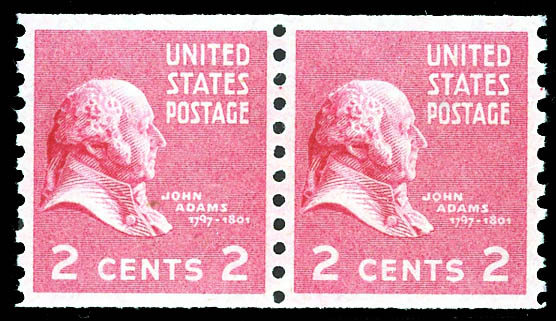 UNITED
STATES
POSTAGE
JOHN
ADAMS
1797-1801
2 CENTS 2
UNITED
STATES
POSTAGE
JOHN
ADAMS
1797-1801
2 CENTS 2